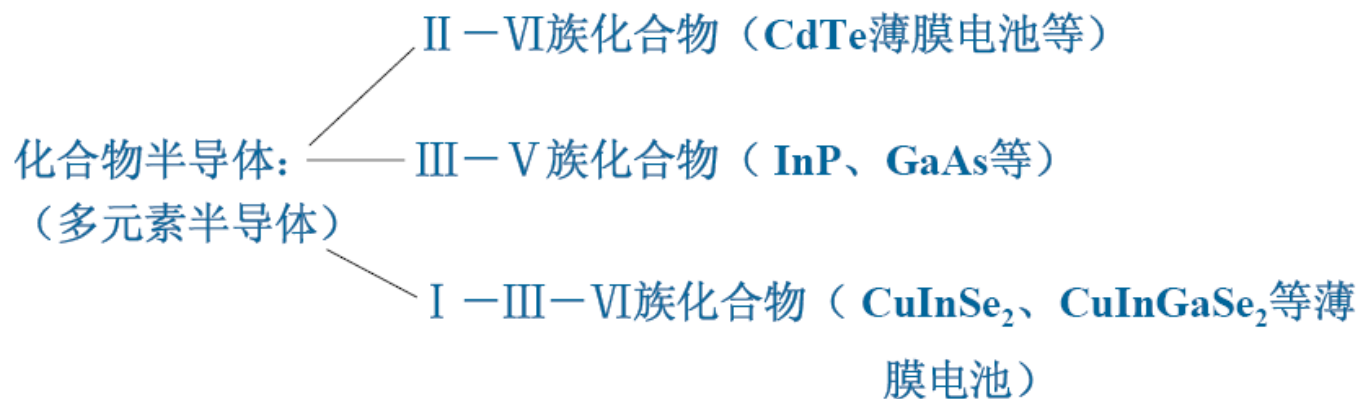 Ⅱ－Ⅵ族化合物（CdTe薄膜电池等）
化合物半导体：
Ⅲ－Ⅴ族化合物（ InP、GaAs等）
（多元素半导体）
Ⅰ－Ⅲ－Ⅵ族化合物（ CuInSe₂、CuInGaSe₂等薄
膜电池）